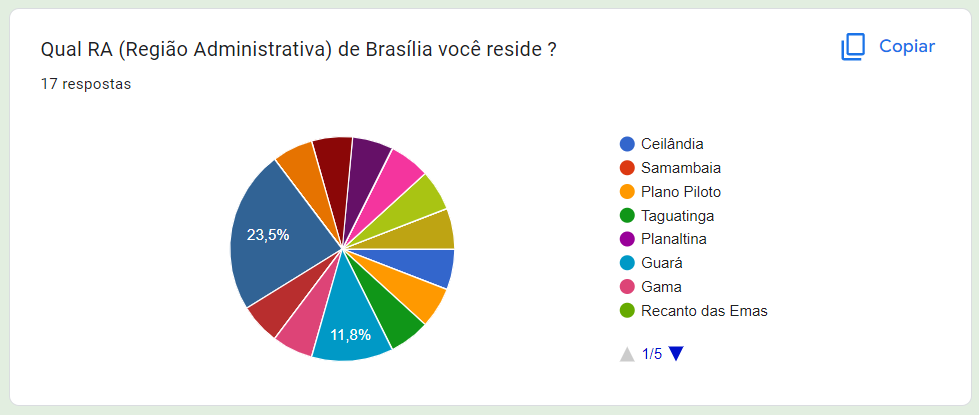 Qual RA (Região Administrativa) de Brasília você reside ?
Copiar
17 respostas
23,5%
11,8%
Ceilândia
Samambaia
Plano Piloto
Taguatinga
Planaltina
Guará
Gama
Recanto das Emas
1/5